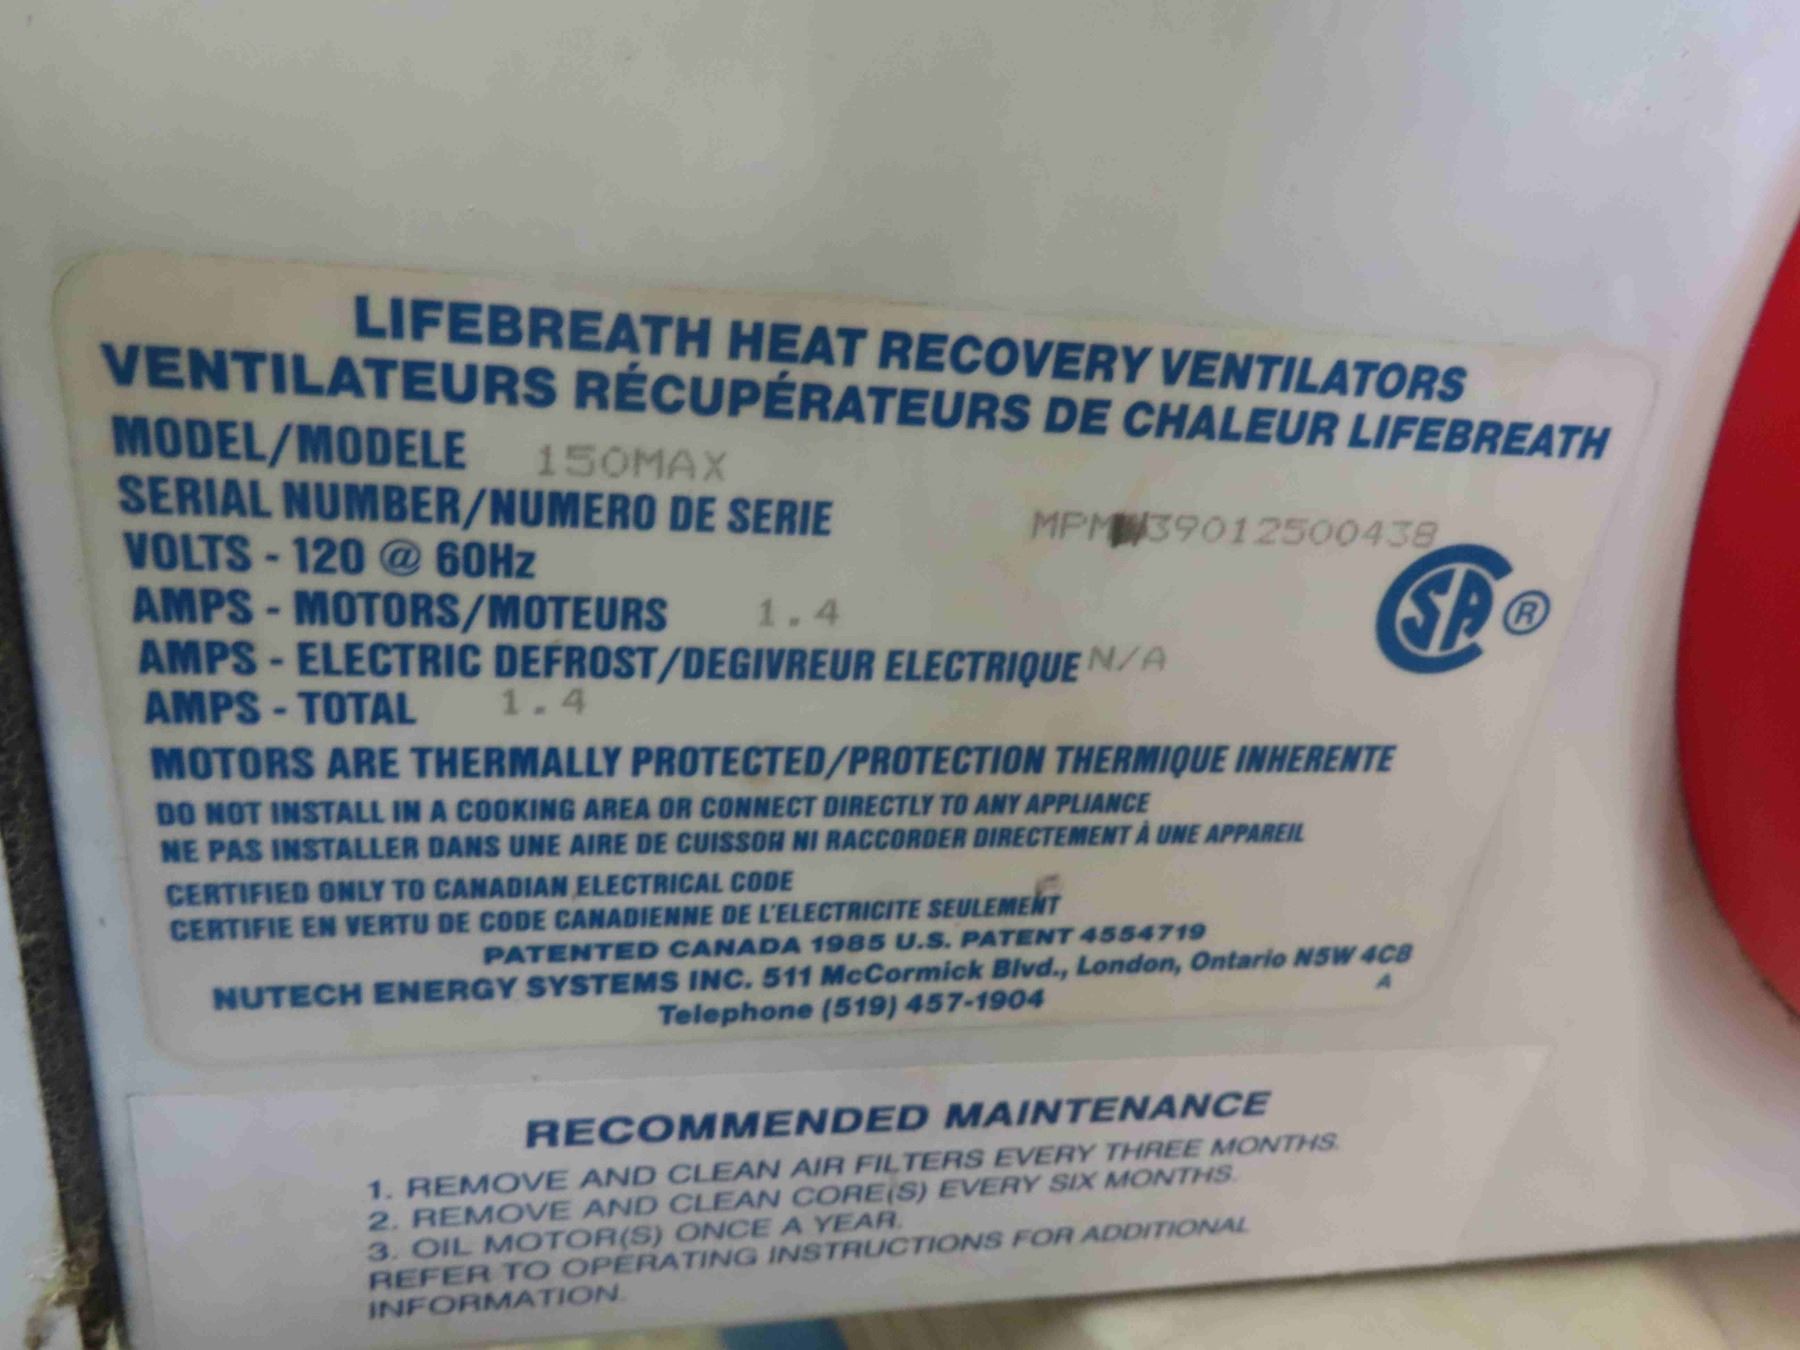 LIFEBREATH HEAT RECOVERY VENTILATORS
VENTILATEURS RÉCUPÉRATEURS DE CHALEUR LIFEBREATH
MODEL/MODELE 150MAX
SERIAL NUMBER/NUMERO DE SERIE
VOLTS - 120 @ 60Hz
AMPS - MOTORS/MOTEURS 1.4
AMPS - ELECTRIC DEFROST/DEGIVREUR ELECTRIQUE N/A
AMPS - TOTAL 1.4
CSA ®
MOTORS ARE THERMALLY PROTECTED/PROTECTION THERMIQUE INHERENTE
DO NOT INSTALL IN A COOKING AREA OR CONNECT DIRECTLY TO ANY APPLIANCE
NE PAS INSTALLER DANS UNE AIRE DE CUISSON NI RACCORDER DIRECTEMENT À UNE APPAREIL
CERTIFIED ONLY TO CANADIAN ELECTRICAL CODE
CERTIFIE EN VERTU DE CODE CANADIENNE DE L'ELECTRICITE SEULEMENT
PATENTED CANADA 1985 U.S. PATENT 4554719
NUTECH ENERGY SYSTEMS INC. 511 McCormick Blvd., London, Ontario N5W 4C8
A
Telephone (519) 457-1904
RECOMMENDED MAINTENANCE
1. REMOVE AND CLEAN AIR FILTERS EVERY THREE MONTHS.
2. REMOVE AND CLEAN CORE(S) EVERY SIX MONTHS.
3. OIL MOTOR(S) ONCE A YEAR.
REFER TO OPERATING INSTRUCTIONS FOR ADDITIONAL
INFORMATION.